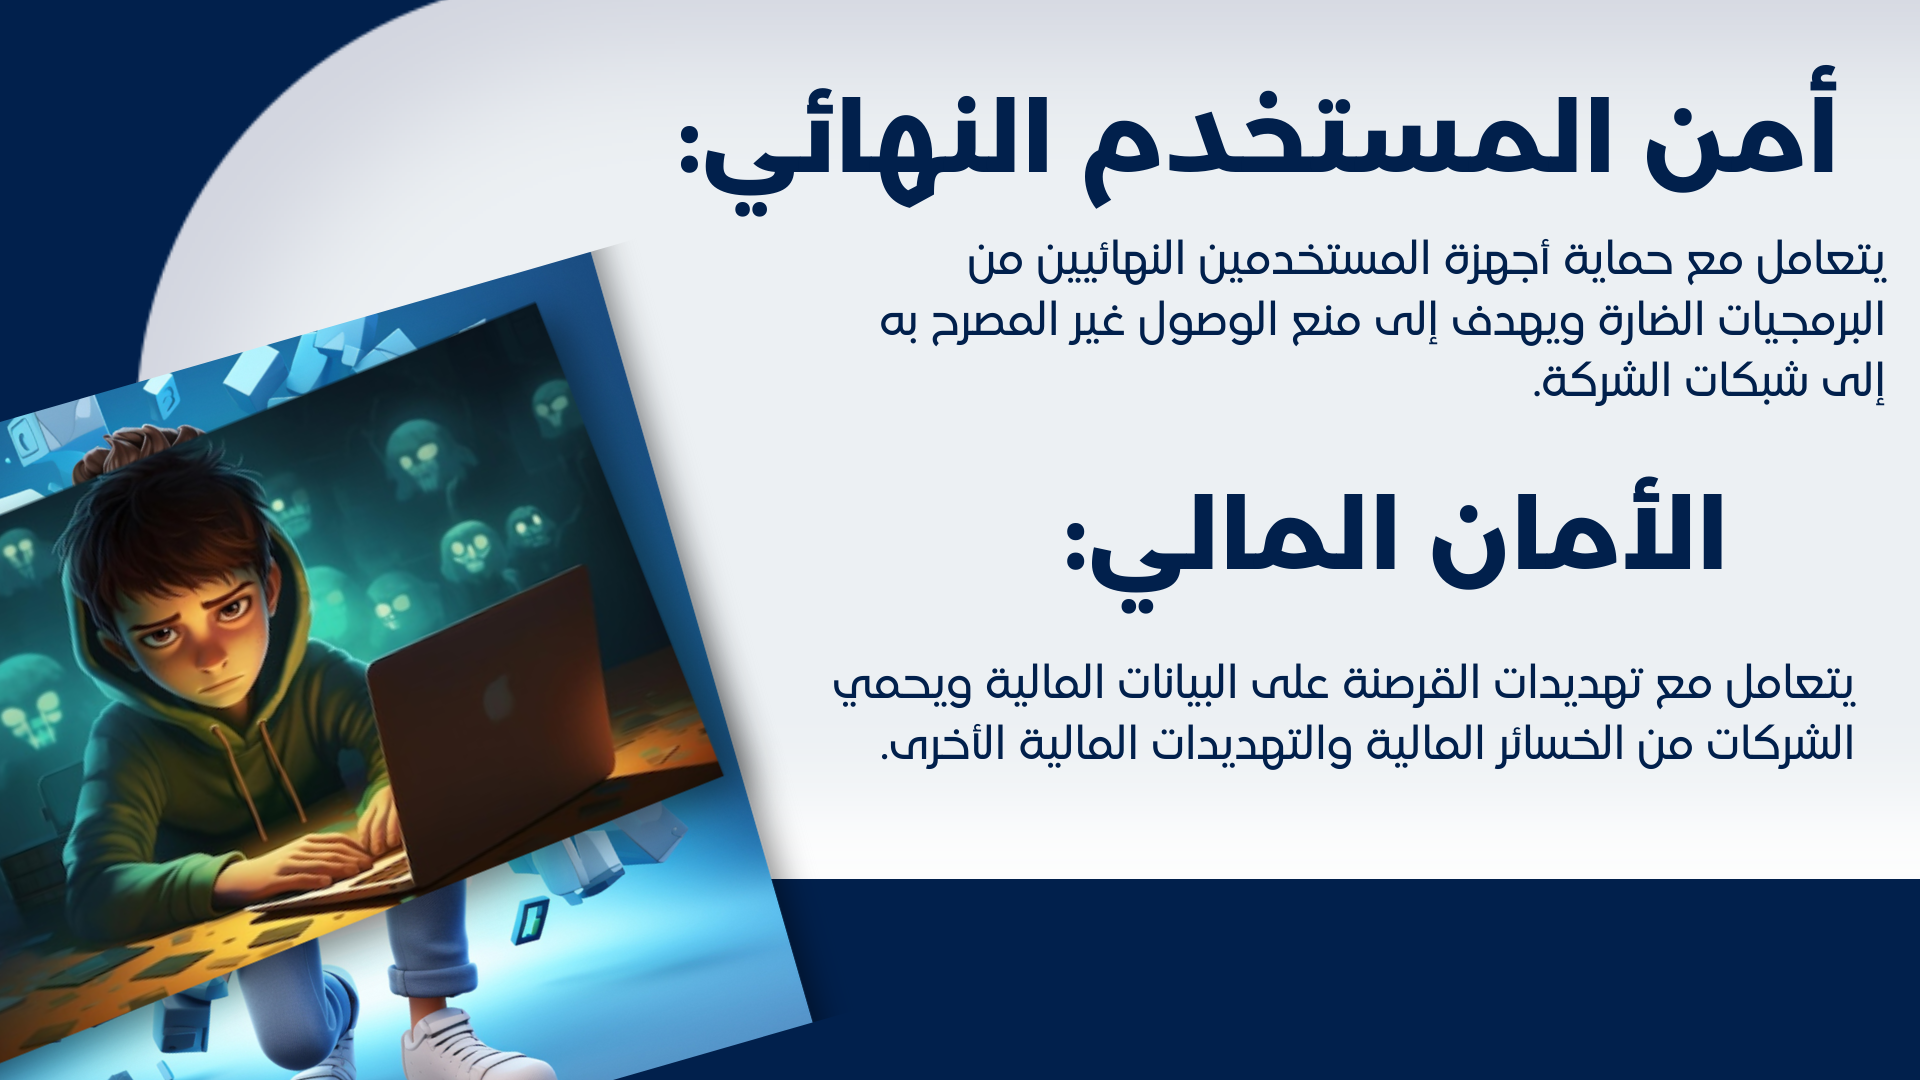 أمن المستخدم النهائي:
يتعامل مع حماية أجهزة المستخدمين النهائيين من
البرمجيات الضارة ويهدف إلى منع الوصول غير المصرح به
إلى شبكات الشركة.
الأمان المالي:
يتعامل مع تهديدات القرصنة على البيانات المالية ويحمي
الشركات من الخسائر المالية والتهديدات المالية الأخرى.